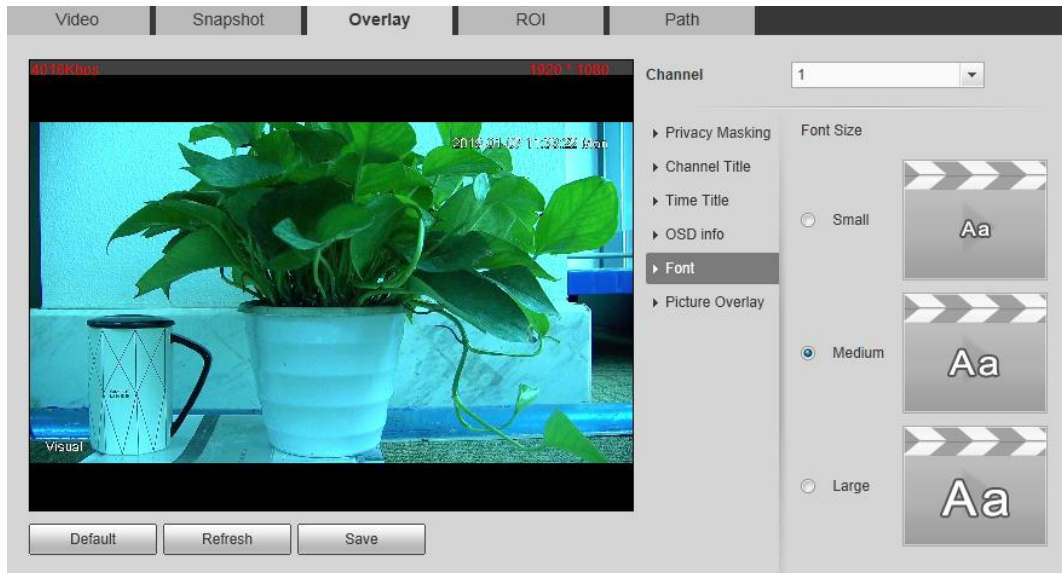 Video
Snapshot
Overlay
ROI
Path
4016Kbps
1920 * 1080
Channel
1
Privacy Masking
Channel Title
Time Title
OSD info
Font
Picture Overlay
Font Size
Small
Aa
Medium
Aa
Large
Aa
Visual
Default
Refresh
Save